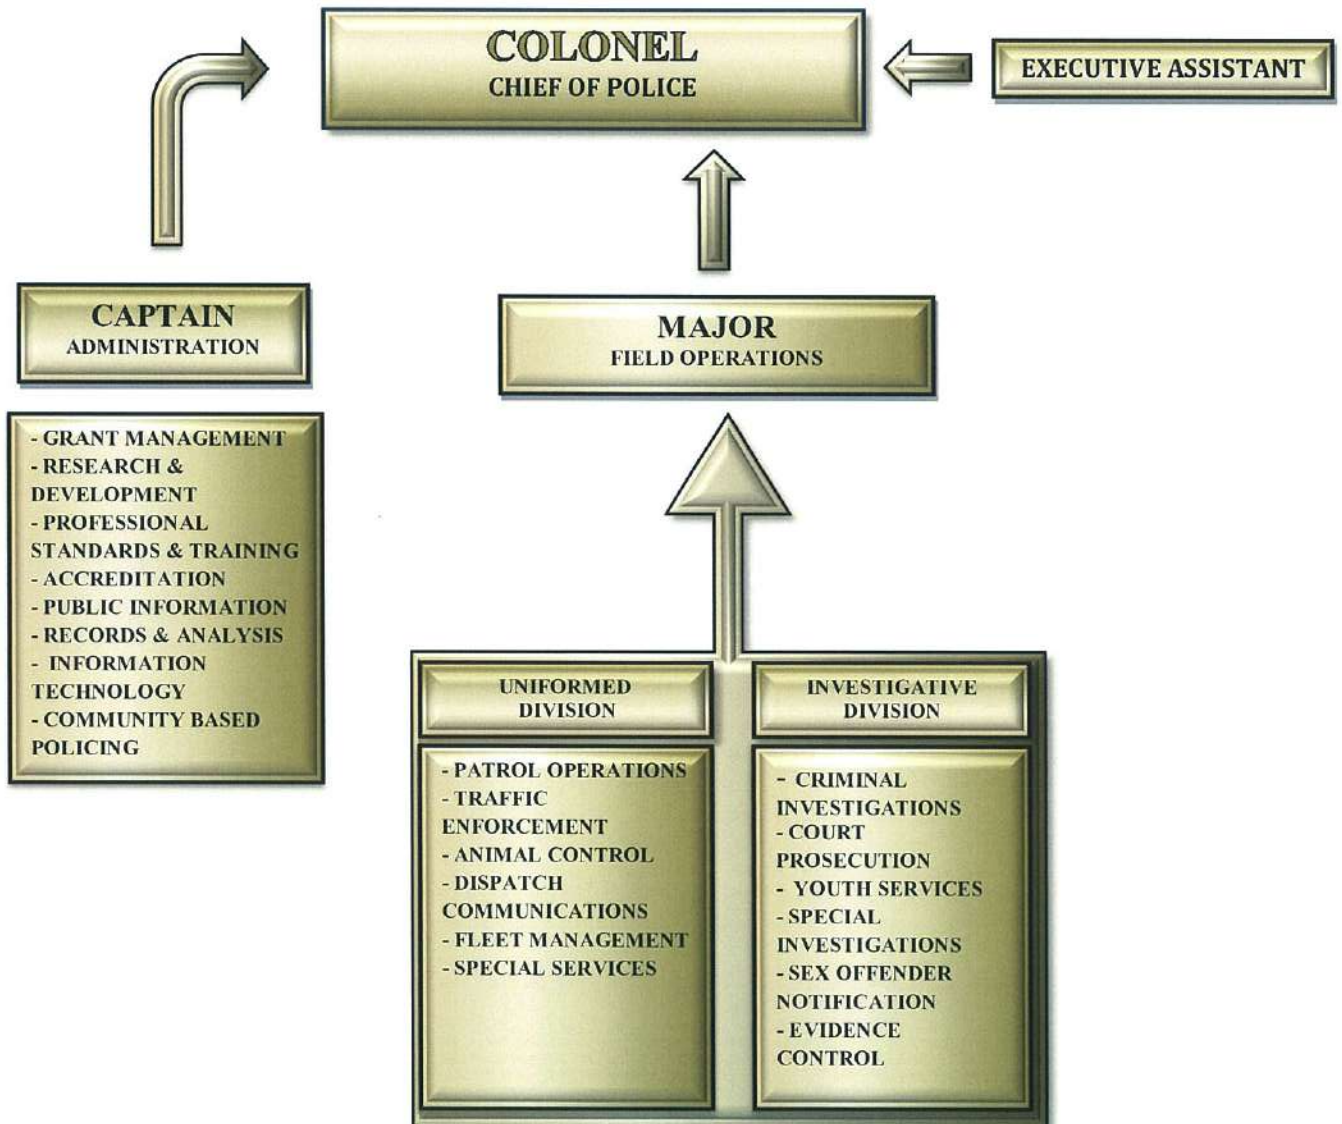 COLONEL
CHIEF OF POLICE
EXECUTIVE ASSISTANT
CAPTAIN
ADMINISTRATION
- GRANT MANAGEMENT
- RESEARCH &
DEVELOPMENT
- PROFESSIONAL
STANDARDS & TRAINING
- ACCREDITATION
- PUBLIC INFORMATION
- RECORDS & ANALYSIS
- INFORMATION
TECHNOLOGY
- COMMUNITY BASED
POLICING
MAJOR
FIELD OPERATIONS
UNIFORMED
DIVISION
- PATROL OPERATIONS
- TRAFFIC
ENFORCEMENT
- ANIMAL CONTROL
- DISPATCH
COMMUNICATIONS
- FLEET MANAGEMENT
- SPECIAL SERVICES
INVESTIGATIVE
DIVISION
- CRIMINAL
INVESTIGATIONS
- COURT
PROSECUTION
- YOUTH SERVICES
- SPECIAL
INVESTIGATIONS
- SEX OFFENDER
NOTIFICATION
- EVIDENCE
CONTROL